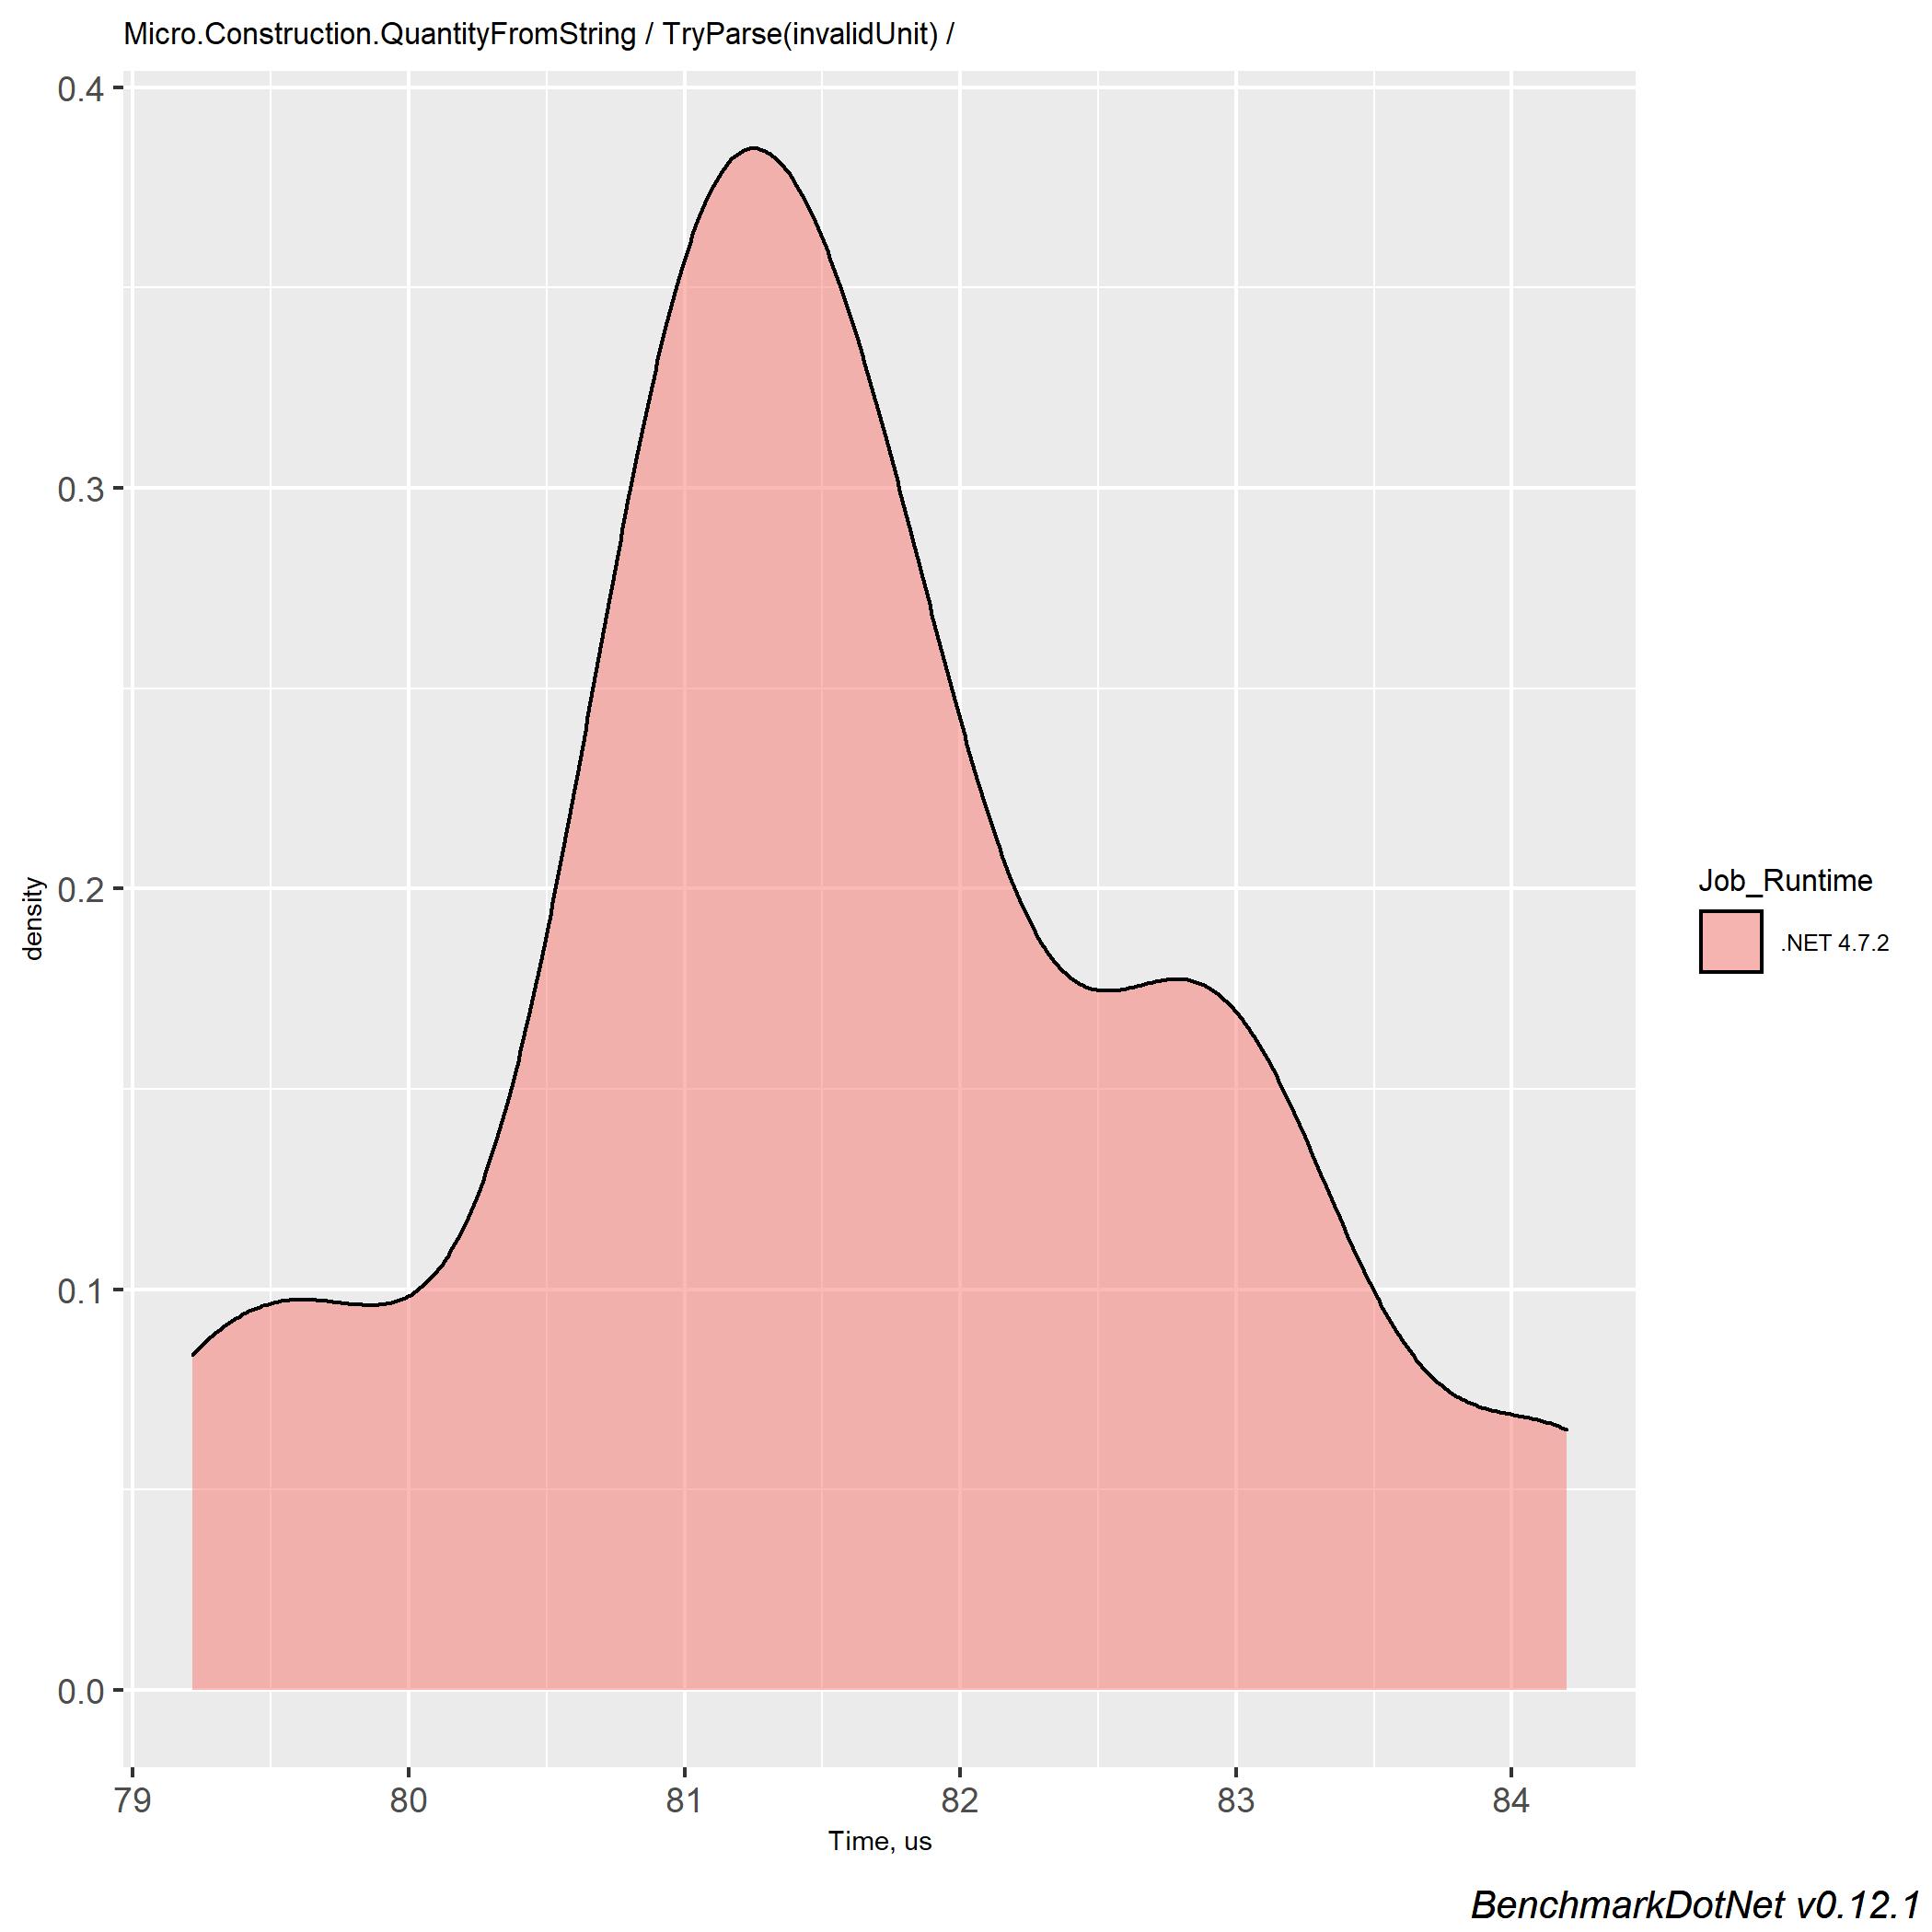 Micro.Construction.QuantityFromString / TryParse(invalidUnit) /
0.4
0.3
0.2
0.1
0.0
density
79 80 81 82 83 84
Time, us
Job_Runtime
.NET 4.7.2
BenchmarkDotNet v0.12.1